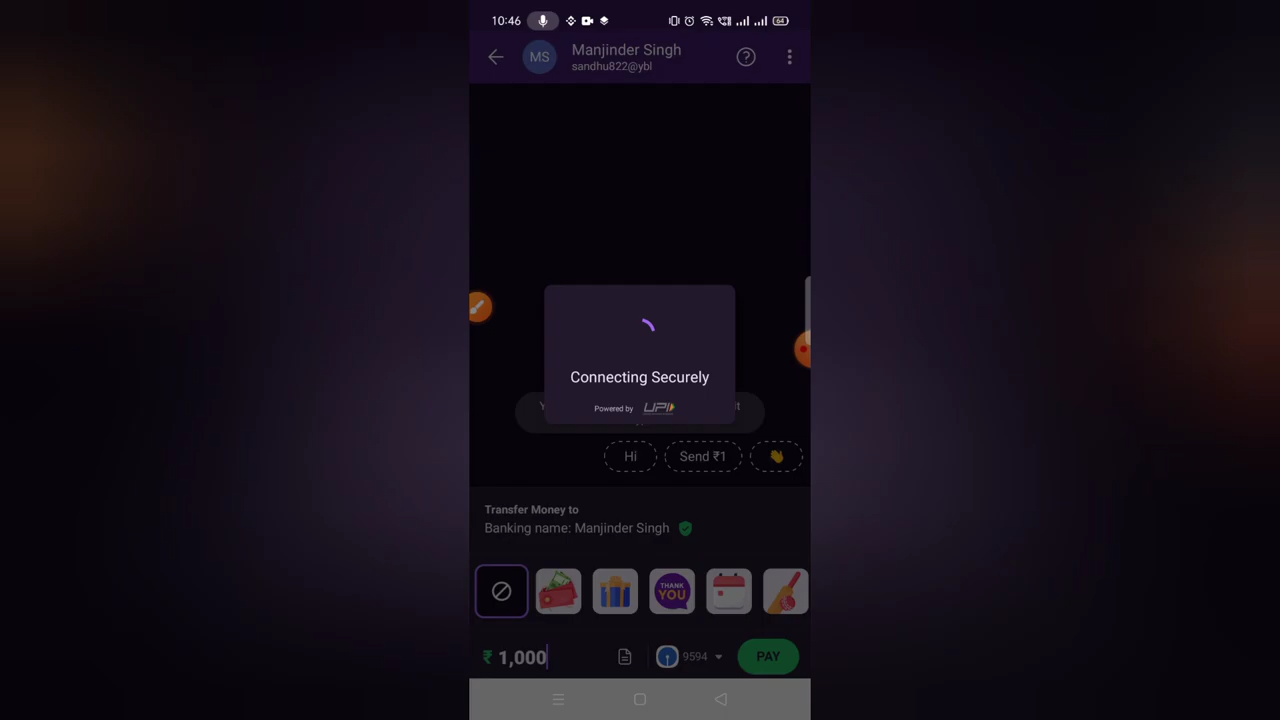 10:46
64
MS
Manjinder Singh
sandhu822@ybl
Connecting Securely
Powered by UPI
Hi
Send ₹1
Transfer Money to
Banking name: Manjinder Singh
THANK YOU
₹ 1,000
9594
PAY